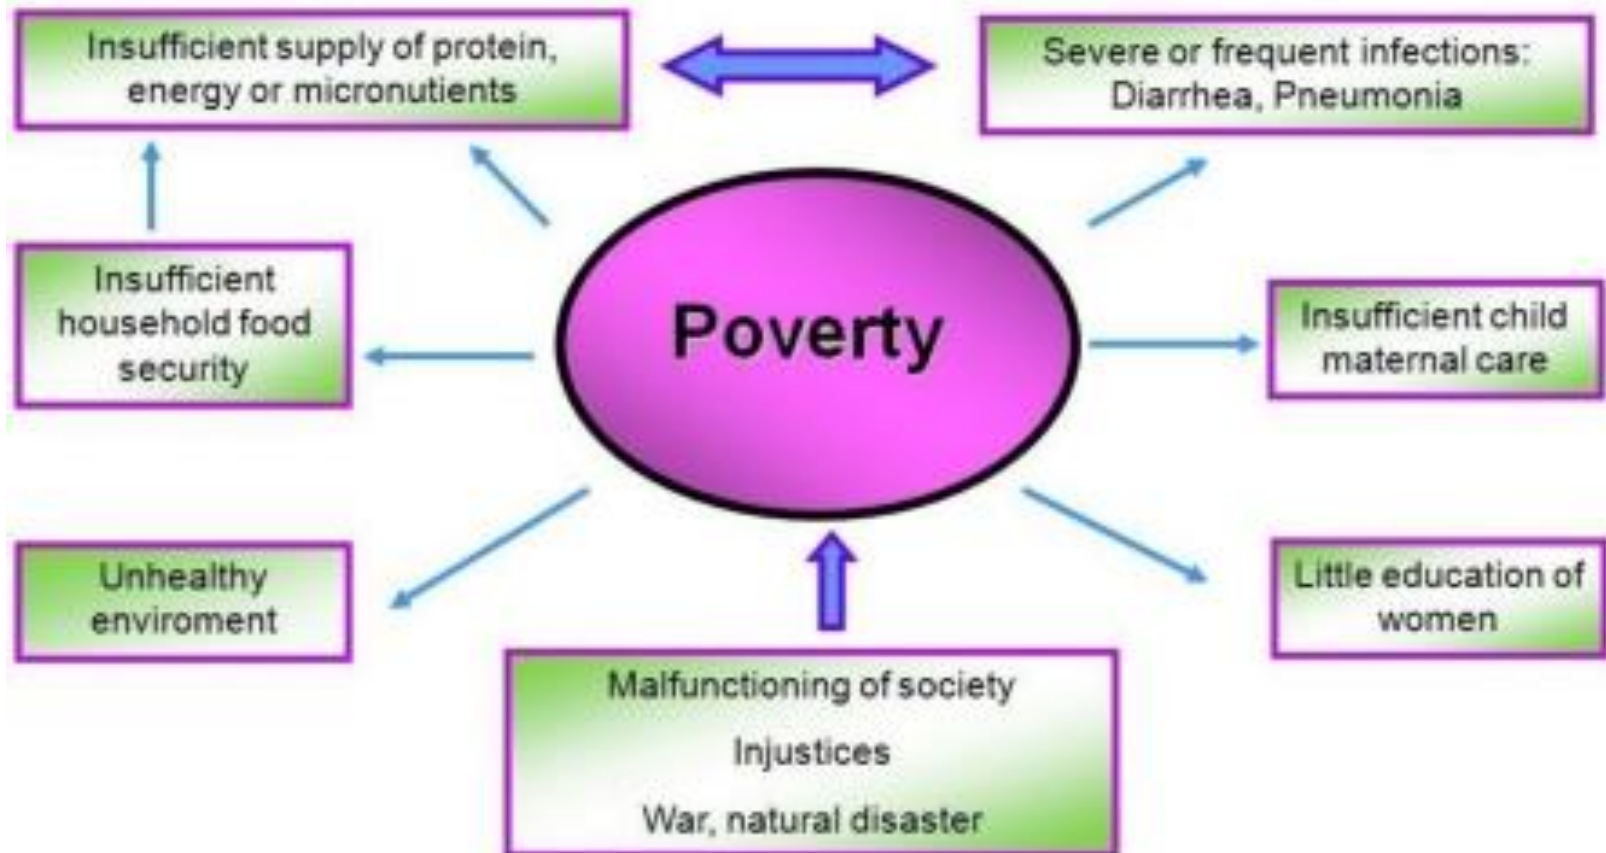 Insufficient supply of protein,
energy or micronutients
Severe or frequent infections:
Diarrhea, Pneumonia
Insufficient
household food
security
Poverty
Insufficient child
maternal care
Unhealthy
enviroment
Little education of
women
Malfunctioning of society
Injustices
War, natural disaster